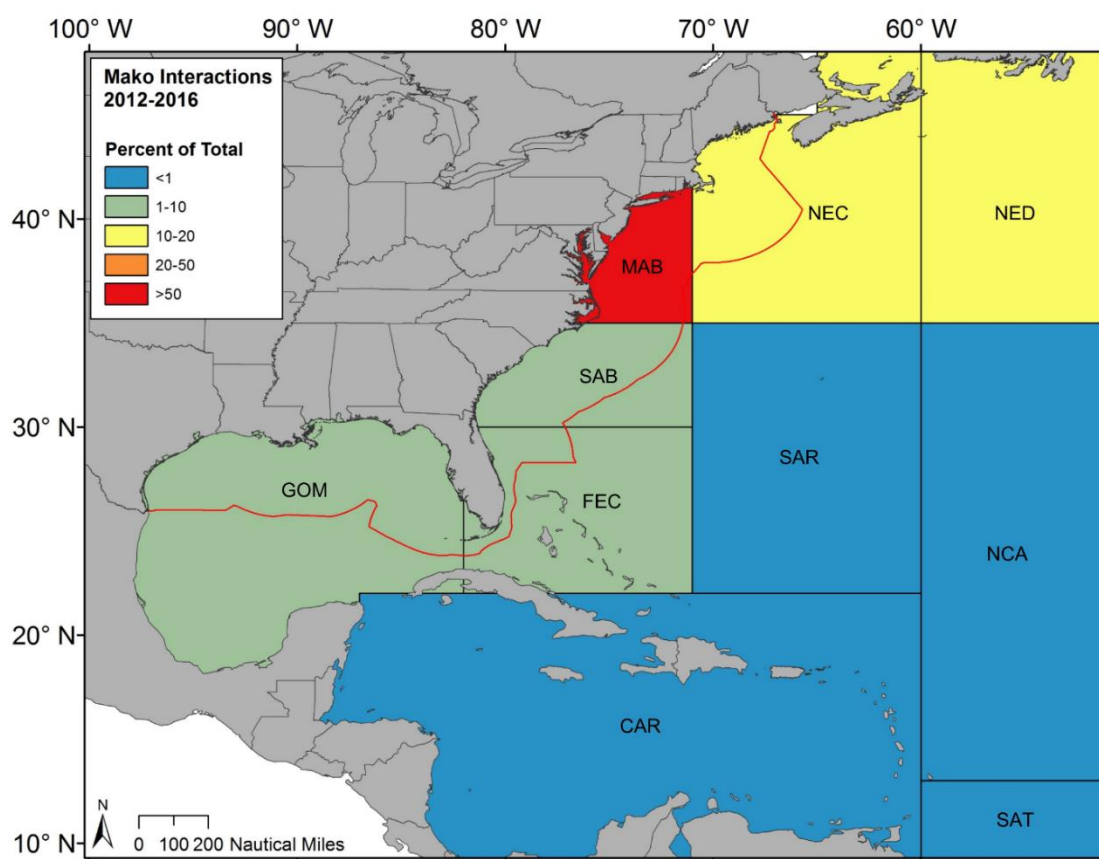 100° W 90° W 80° W 70° W 60° W
Mako Interactions
2012-2016
Percent of Total
<1
1-10
10-20
20-50
>50
40° N
30° N
20° N
10° N
NEC
NED
MAB
SAB
SAR
GOM
FEC
NCA
CAR
SAT
N
0 100 200 Nautical Miles